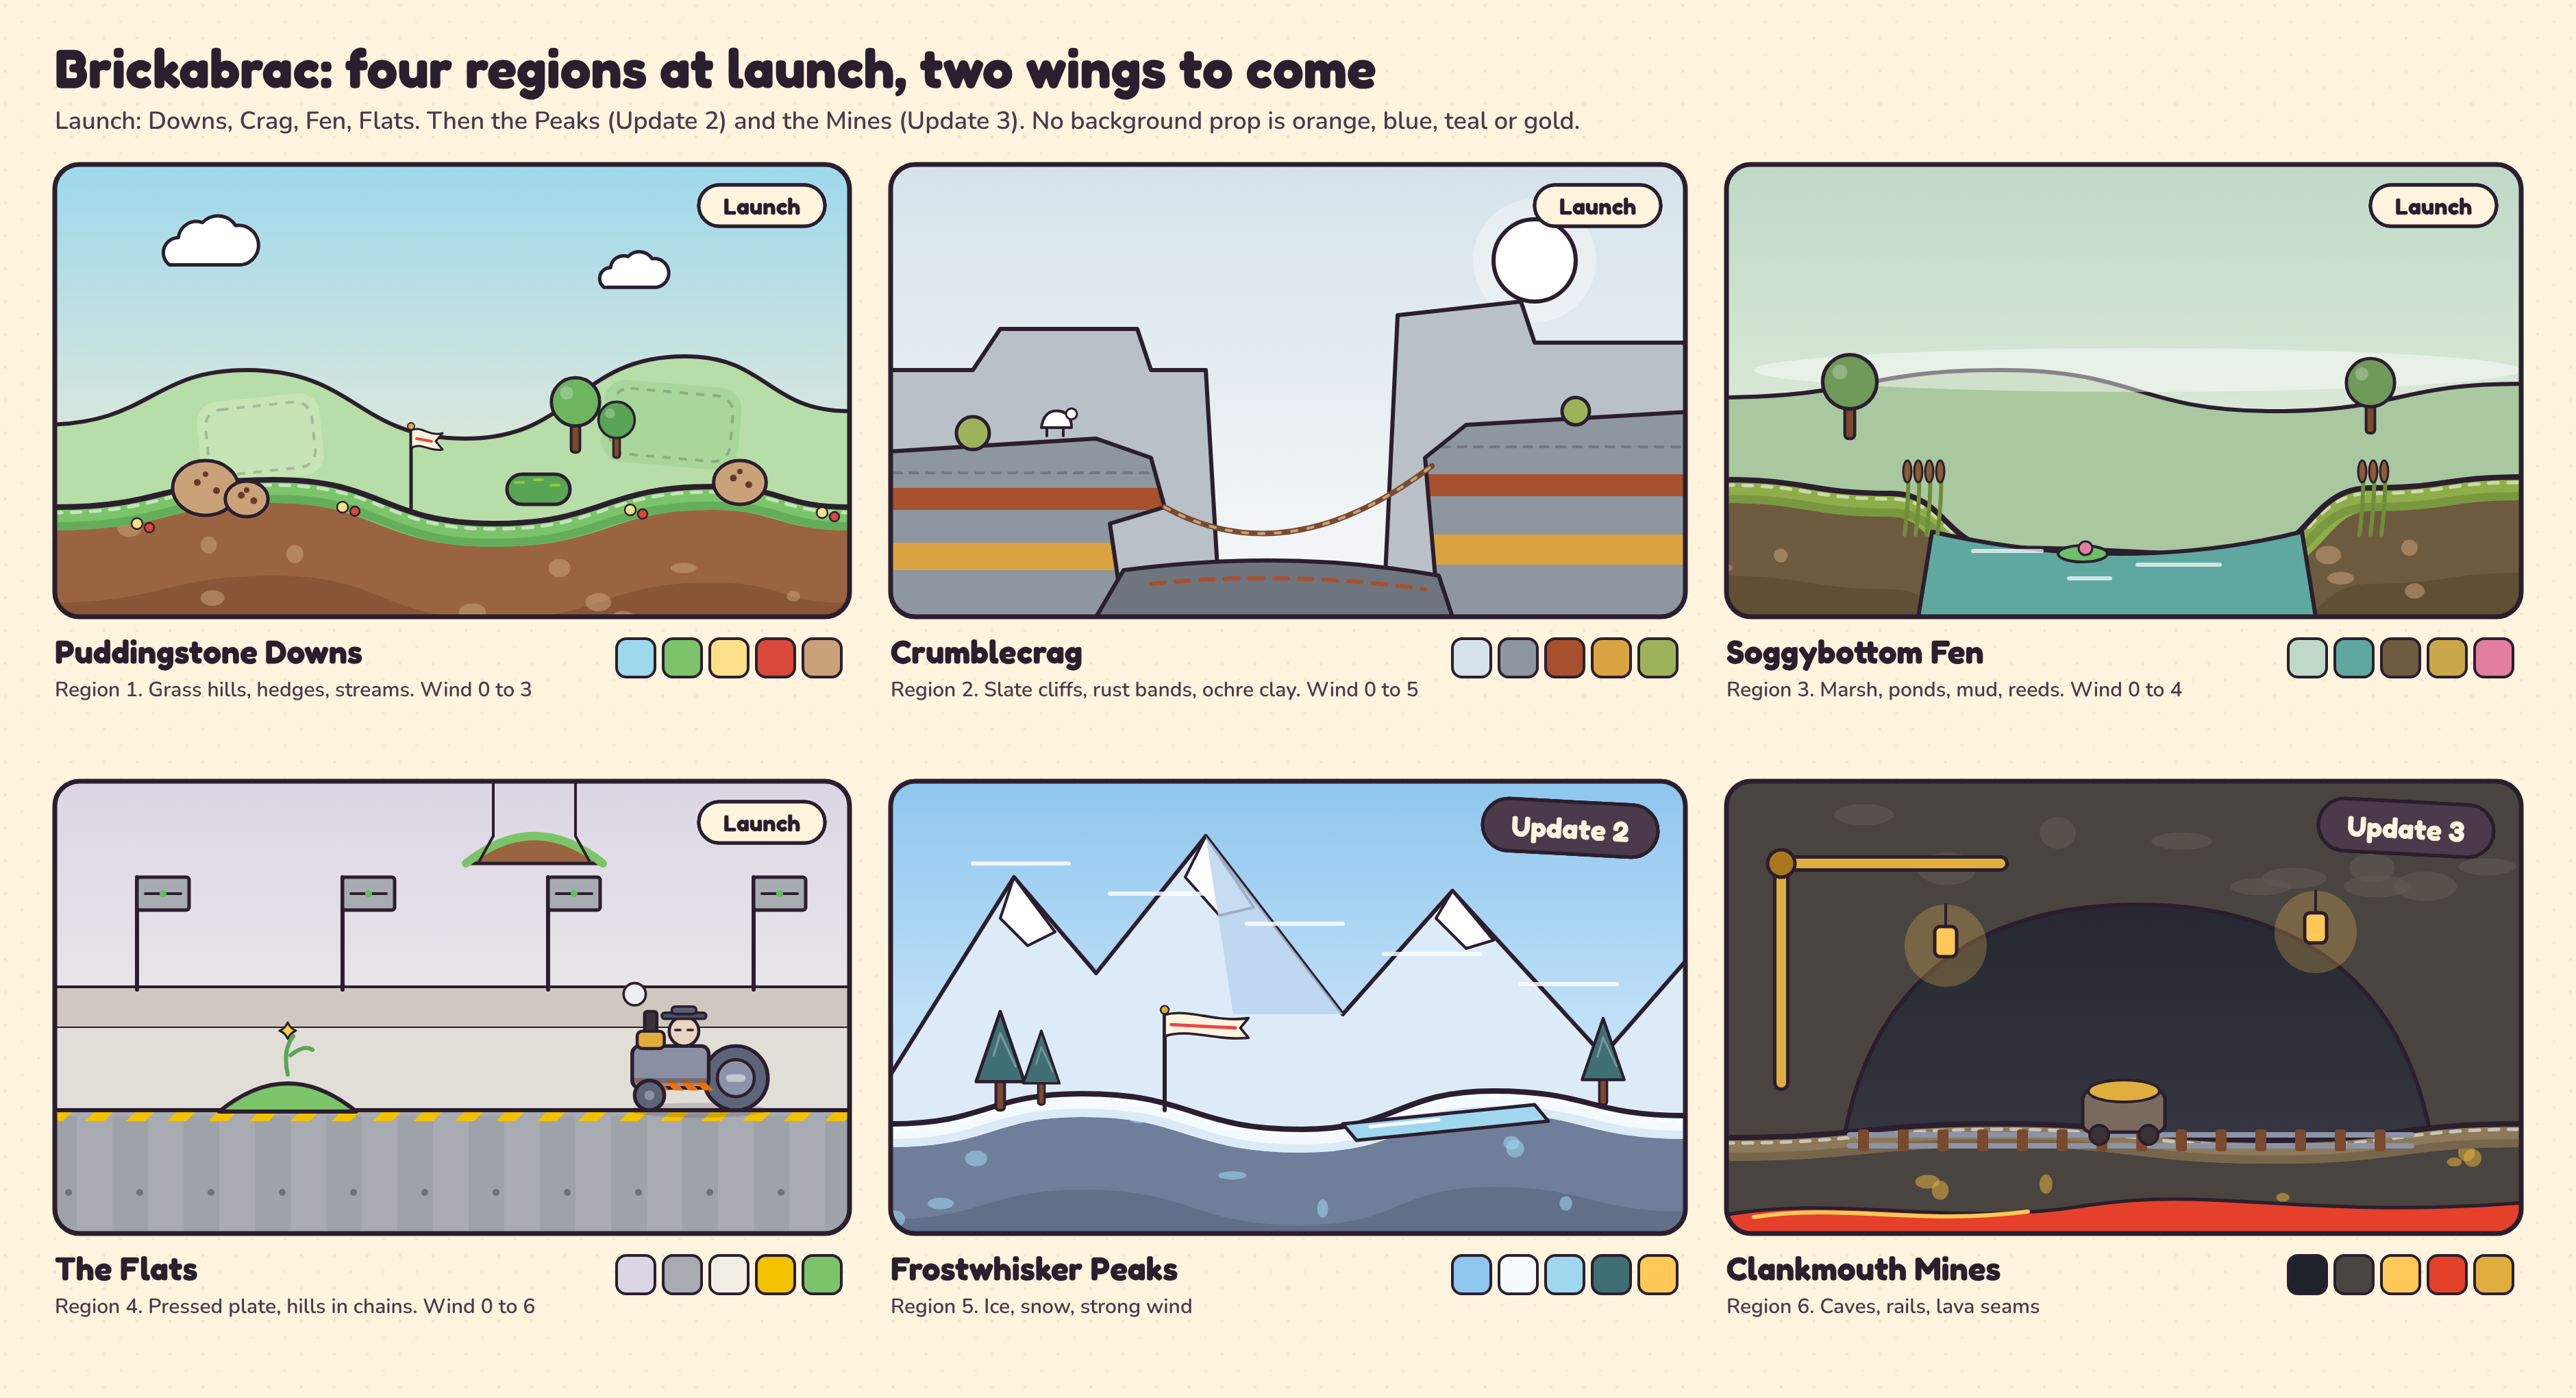 Brickabrac: four regions at launch, two wings to come
Launch: Downs, Crag, Fen, Flats. Then the Peaks (Update 2) and the Mines (Update 3). No background prop is orange, blue, teal or gold.
Launch
Launch
Launch
Puddingstone Downs
Region 1. Grass hills, hedges, streams. Wind 0 to 3
Crumblecrag
Region 2. Slate cliffs, rust bands, ochre clay. Wind 0 to 5
Soggybottom Fen
Region 3. Marsh, ponds, mud, reeds. Wind 0 to 4
Launch
Update 2
Update 3
The Flats
Region 4. Pressed plate, hills in chains. Wind 0 to 6
Frostwhisker Peaks
Region 5. Ice, snow, strong wind
Clankmouth Mines
Region 6. Caves, rails, lava seams